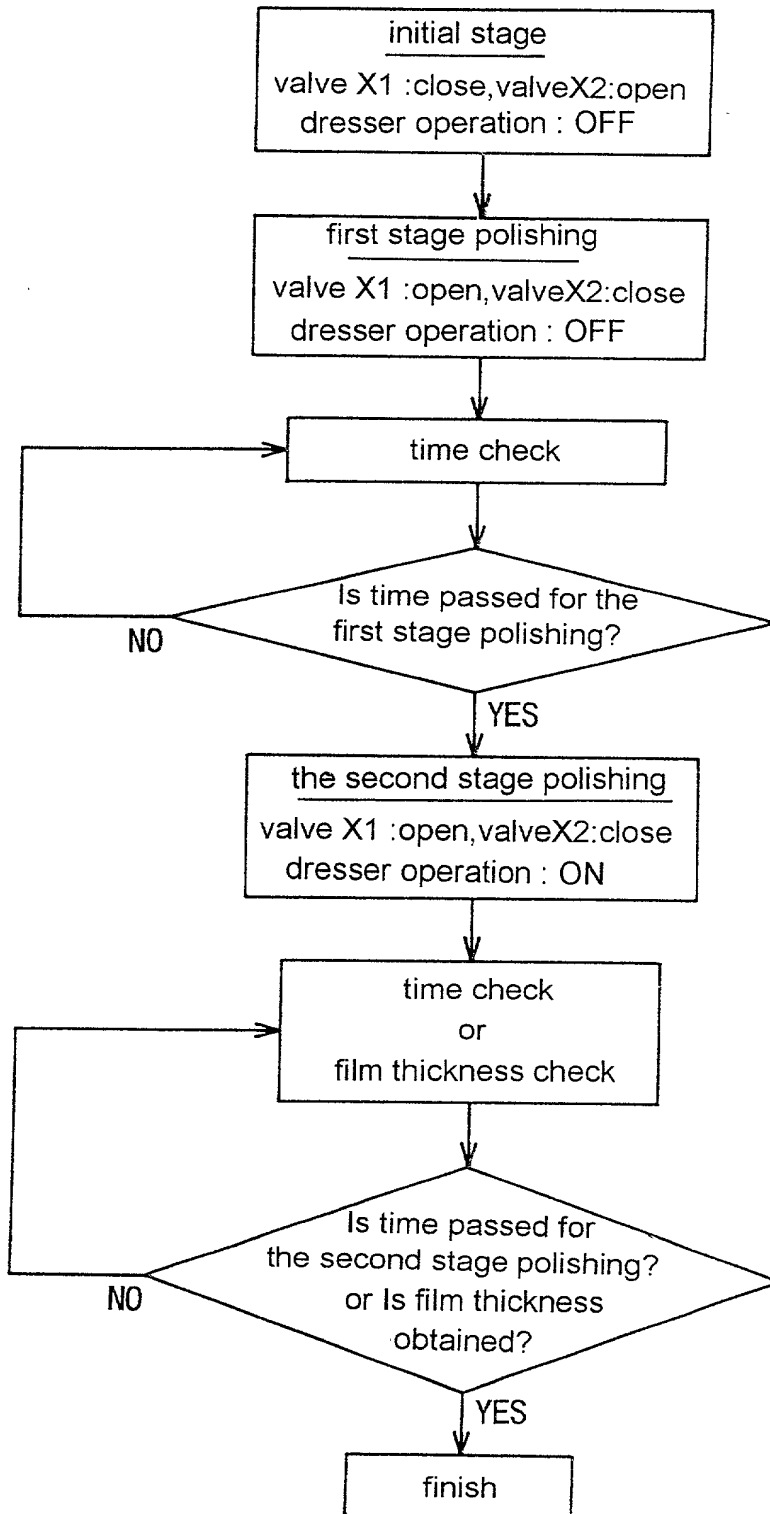 initial stage
valve X1 :close,valveX2:open
dresser operation : OFF
first stage polishing
valve X1 :open,valveX2:close
dresser operation : OFF
time check
Is time passed for the
first stage polishing?
NO
YES
the second stage polishing
valve X1 :open,valveX2:close
dresser operation : ON
time check
or
film thickness check
Is time passed for
the second stage polishing?
or Is film thickness
obtained?
NO
YES
finish